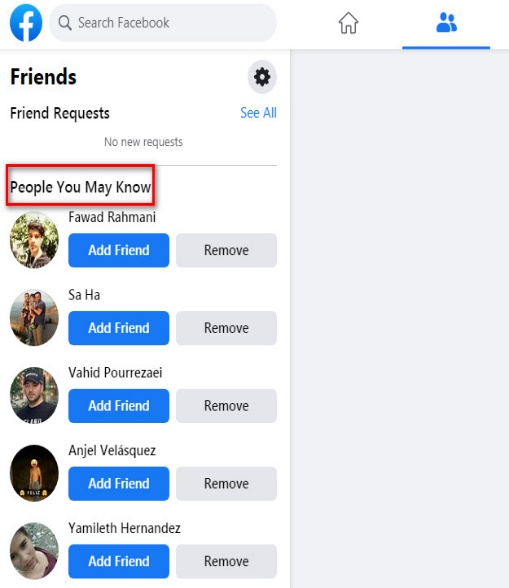 Search Facebook
Friends
Friend Requests
See All
No new requests
People You May Know
Fawad Rahmani
Add Friend
Remove
Sa Ha
Add Friend
Remove
Vahid Pourrezaei
Add Friend
Remove
Anjel Velásquez
Add Friend
Remove
FELIZ
Yamileth Hernandez
Add Friend
Remove